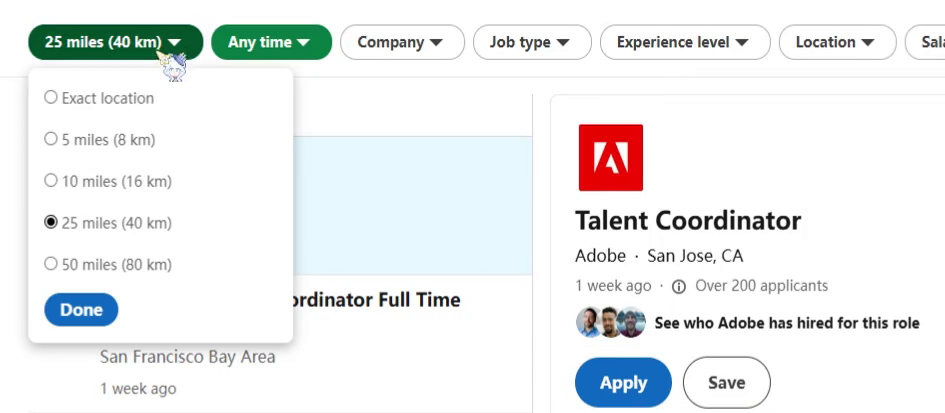 25 miles (40 km)
Any time
Company
Job type
Experience level
Location
Exact location
5 miles (8 km)
10 miles (16 km)
25 miles (40 km)
50 miles (80 km)
Done
ordinator Full Time
San Francisco Bay Area
1 week ago
Talent Coordinator
Adobe · San Jose, CA
1 week ago · Over 200 applicants
See who Adobe has hired for this role
Apply
Save